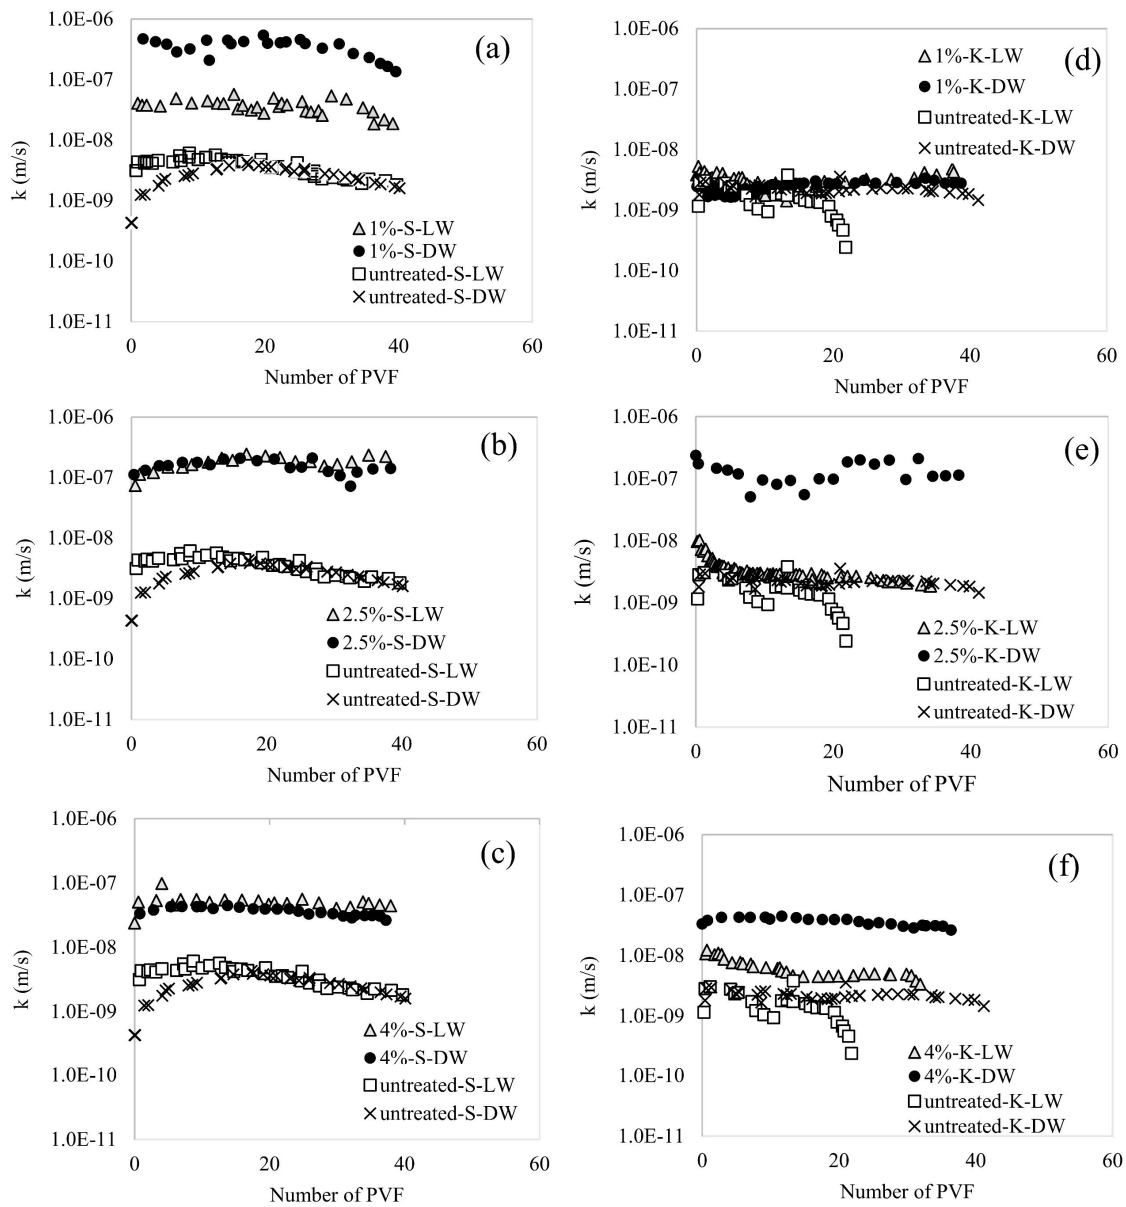 1.0E-06
(a)
1.0E-07
1.0E-08
k (m/s)
1.0E-09
1%-S-LW
1%-S-DW
1.0E-10
untreated-S-LW
untreated-S-DW
1.0E-11
0
20
40
60
Number of PVF
1.0E-06
(d)
1%-K-LW
1.0E-07
1%-K-DW
untreated-K-LW
1.0E-08
untreated-K-DW
k (m/s)
1.0E-09
1.0E-10
1.0E-11
0
20
40
60
Number of PVF
1.0E-06
(b)
1.0E-07
1.0E-08
k (m/s)
1.0E-09
2.5%-S-LW
2.5%-S-DW
1.0E-10
untreated-S-LW
untreated-S-DW
1.0E-11
0
20
40
60
Number of PVF
1.0E-06
(e)
1.0E-07
1.0E-08
k (m/s)
1.0E-09
2.5%-K-LW
2.5%-K-DW
1.0E-10
untreated-K-LW
untreated-K-DW
1.0E-11
0
20
40
60
Number of PVF
1.0E-06
(c)
1.0E-07
1.0E-08
k (m/s)
1.0E-09
4%-S-LW
4%-S-DW
1.0E-10
untreated-S-LW
untreated-S-DW
1.0E-11
0
20
40
60
Number of PVF
1.0E-06
(f)
1.0E-07
1.0E-08
k (m/s)
1.0E-09
4%-K-LW
1.0E-10
4%-K-DW
untreated-K-LW
untreated-K-DW
1.0E-11
0
20
40
60
Number of PVF